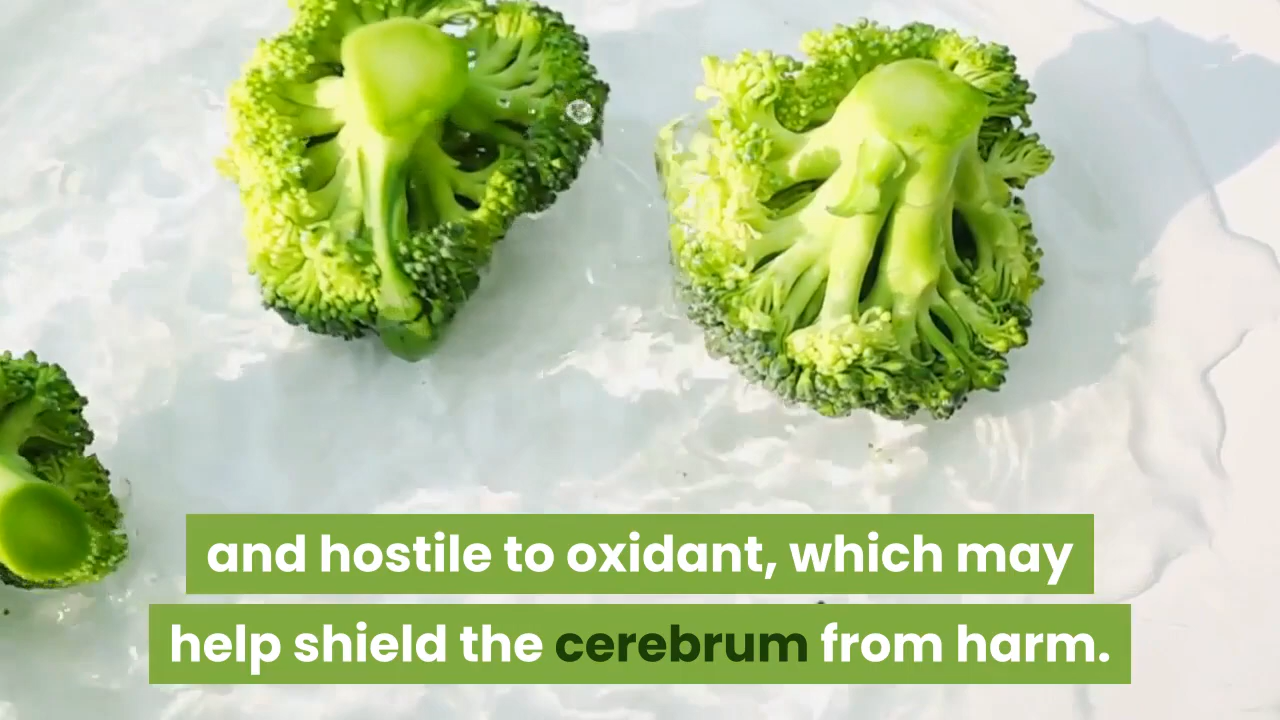 and hostile to oxidant, which may
help shield the cerebrum from harm.